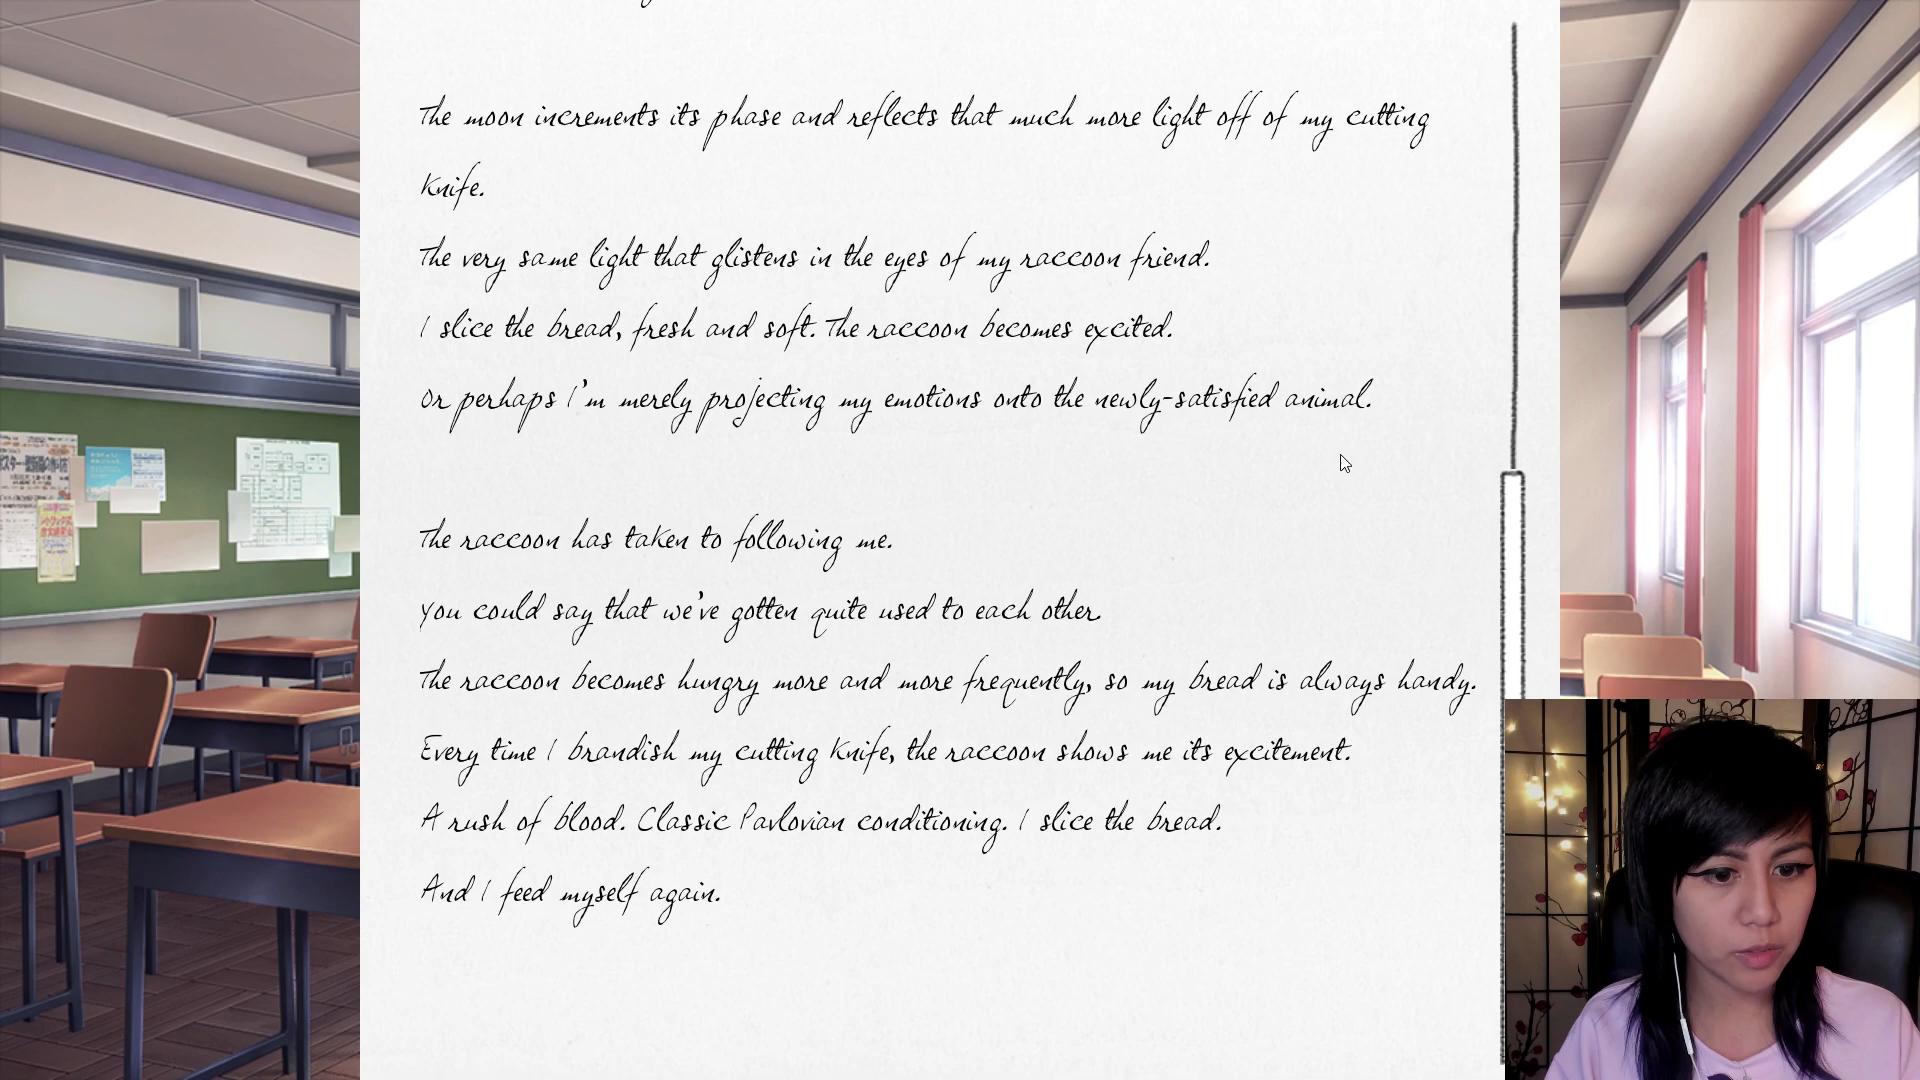 The moon increments its phase and reflects that much more light off of my cutting
knife.
The very same light that glistens in the eyes of my raccoon friend.
I slice the bread, fresh and soft. The raccoon becomes excited.
Or perhaps I'm merely projecting my emotions onto the newly-satisfied animal.
The raccoon has taken to following me.
You could say that we've gotten quite used to each other.
The raccoon becomes hungry more and more frequently, so my bread is always handy.
Every time I brandish my cutting knife, the raccoon shows me its excitement.
A rush of blood. Classic Pavlovian conditioning. I slice the bread.
And I feed myself again.